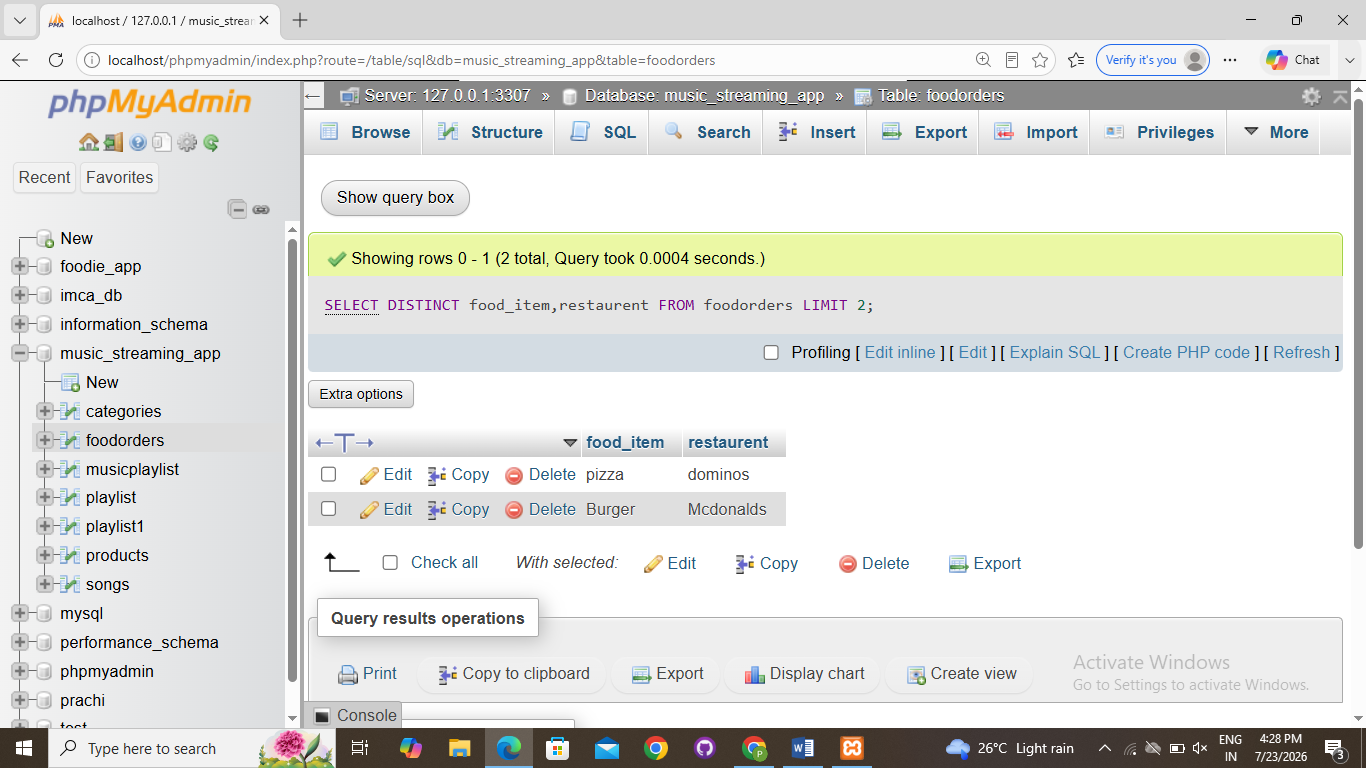 localhost / 127.0.0.1 / music_strear
localhost/phpmyadmin/index.php?route=/table/sql&db=music_streaming_app&table=foodorders
Verify it's you
Chat
phpMyAdmin
Recent
Favorites
New
foodie_app
imca_db
information_schema
music_streaming_app
New
categories
foodorders
musicplaylist
playlist
playlist1
products
songs
mysql
performance_schema
phpmyadmin
prachi
test
Server: 127.0.0.1:3307 » Database: music_streaming_app » Table: foodorders
Browse Structure SQL Search Insert Export Import Privileges More
Show query box
Showing rows 0 - 1 (2 total, Query took 0.0004 seconds.)
SELECT DISTINCT food_item,restaurent FROM foodorders LIMIT 2;
Profiling [ Edit inline ] [ Edit ] [ Explain SQL ] [ Create PHP code ] [ Refresh ]
Extra options
←T→ food_item restaurent
Edit Copy Delete pizza dominos
Edit Copy Delete Burger Mcdonalds
Check all With selected: Edit Copy Delete Export
Query results operations
Print Copy to clipboard Export Display chart Create view
Activate Windows
Go to Settings to activate Windows.
Console
Type here to search
26°C Light rain
ENG
IN
4:28 PM
7/23/2026
3